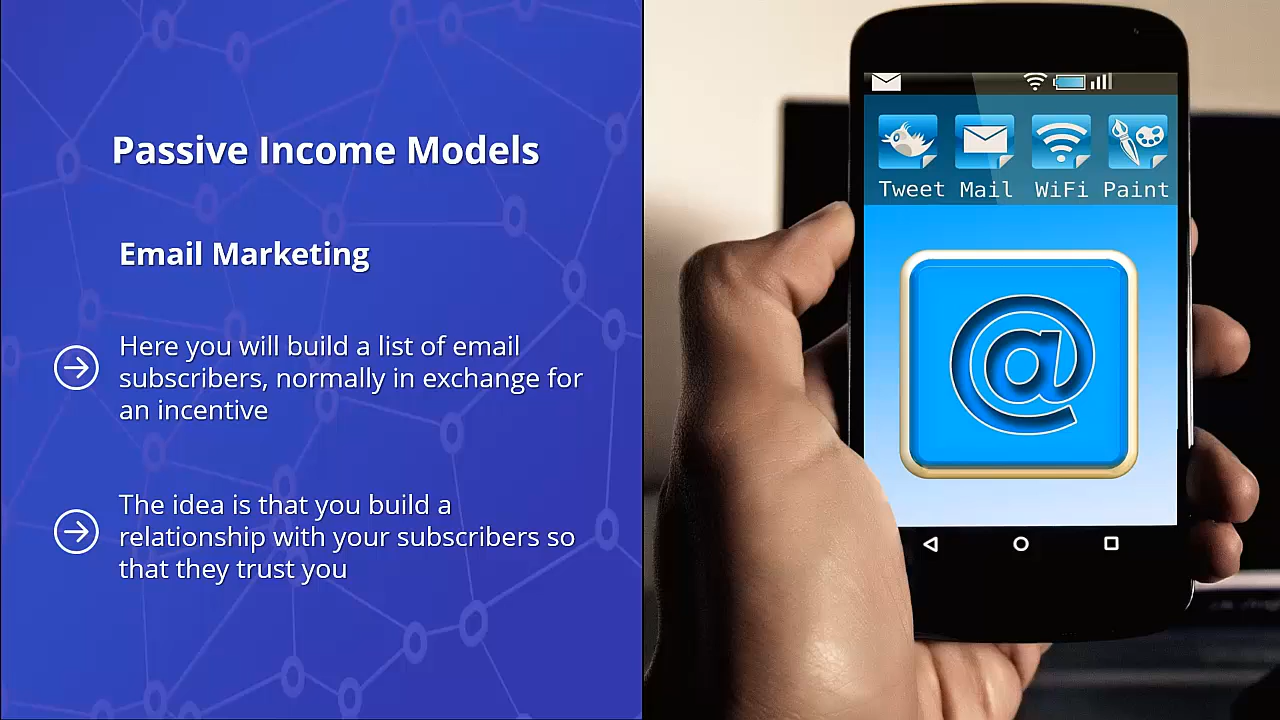 Passive Income Models
Email Marketing
Here you will build a list of email
subscribers, normally in exchange for
an incentive
The idea is that you build a
relationship with your subscribers so
that they trust you
Tweet Mail WiFi Paint
@